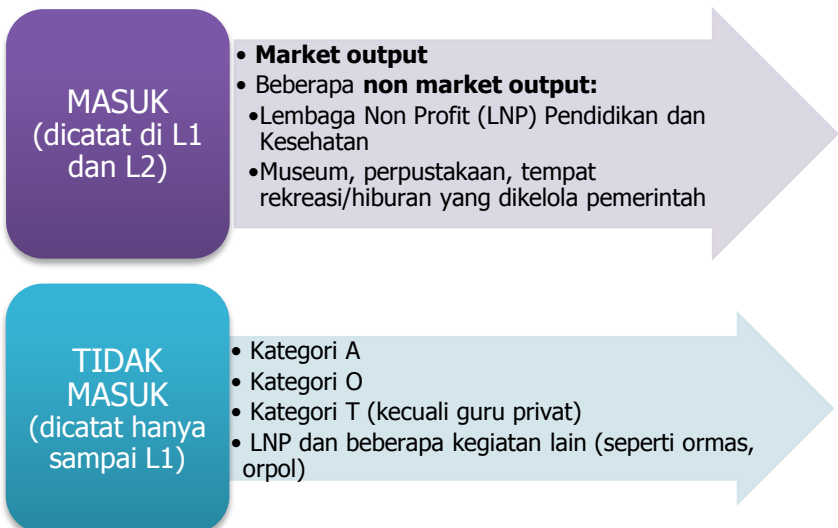 MASUK
(dicatat di L1
dan L2)
• Market output
• Beberapa non market output:
•Lembaga Non Profit (LNP) Pendidikan dan
Kesehatan
•Museum, perpustakaan, tempat
rekreasi/hiburan yang dikelola pemerintah
TIDAK
MASUK
(dicatat hanya
sampai L1)
• Kategori A
• Kategori O
• Kategori T (kecuali guru privat)
• LNP dan beberapa kegiatan lain (seperti ormas,
orpol)